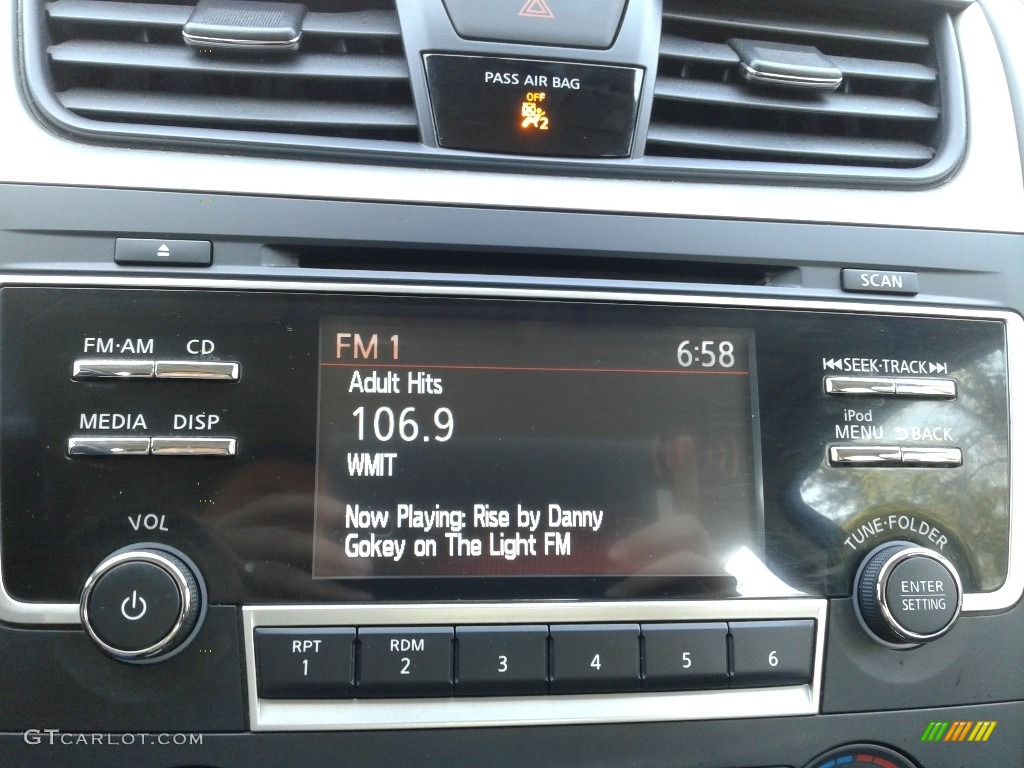 PASS AIR BAG
OFF
2
SCAN
FM·AM CD
FM 1 6:58
SEEK·TRACK
Adult Hits
iPod
MEDIA DISP
106.9
MENU BACK
WMIT
VOL
Now Playing: Rise by Danny
Gokey on The Light FM
TUNE·FOLDER
ENTER
SETTING
RPT RDM
1 2 3 4 5 6
GTCARLOT.COM